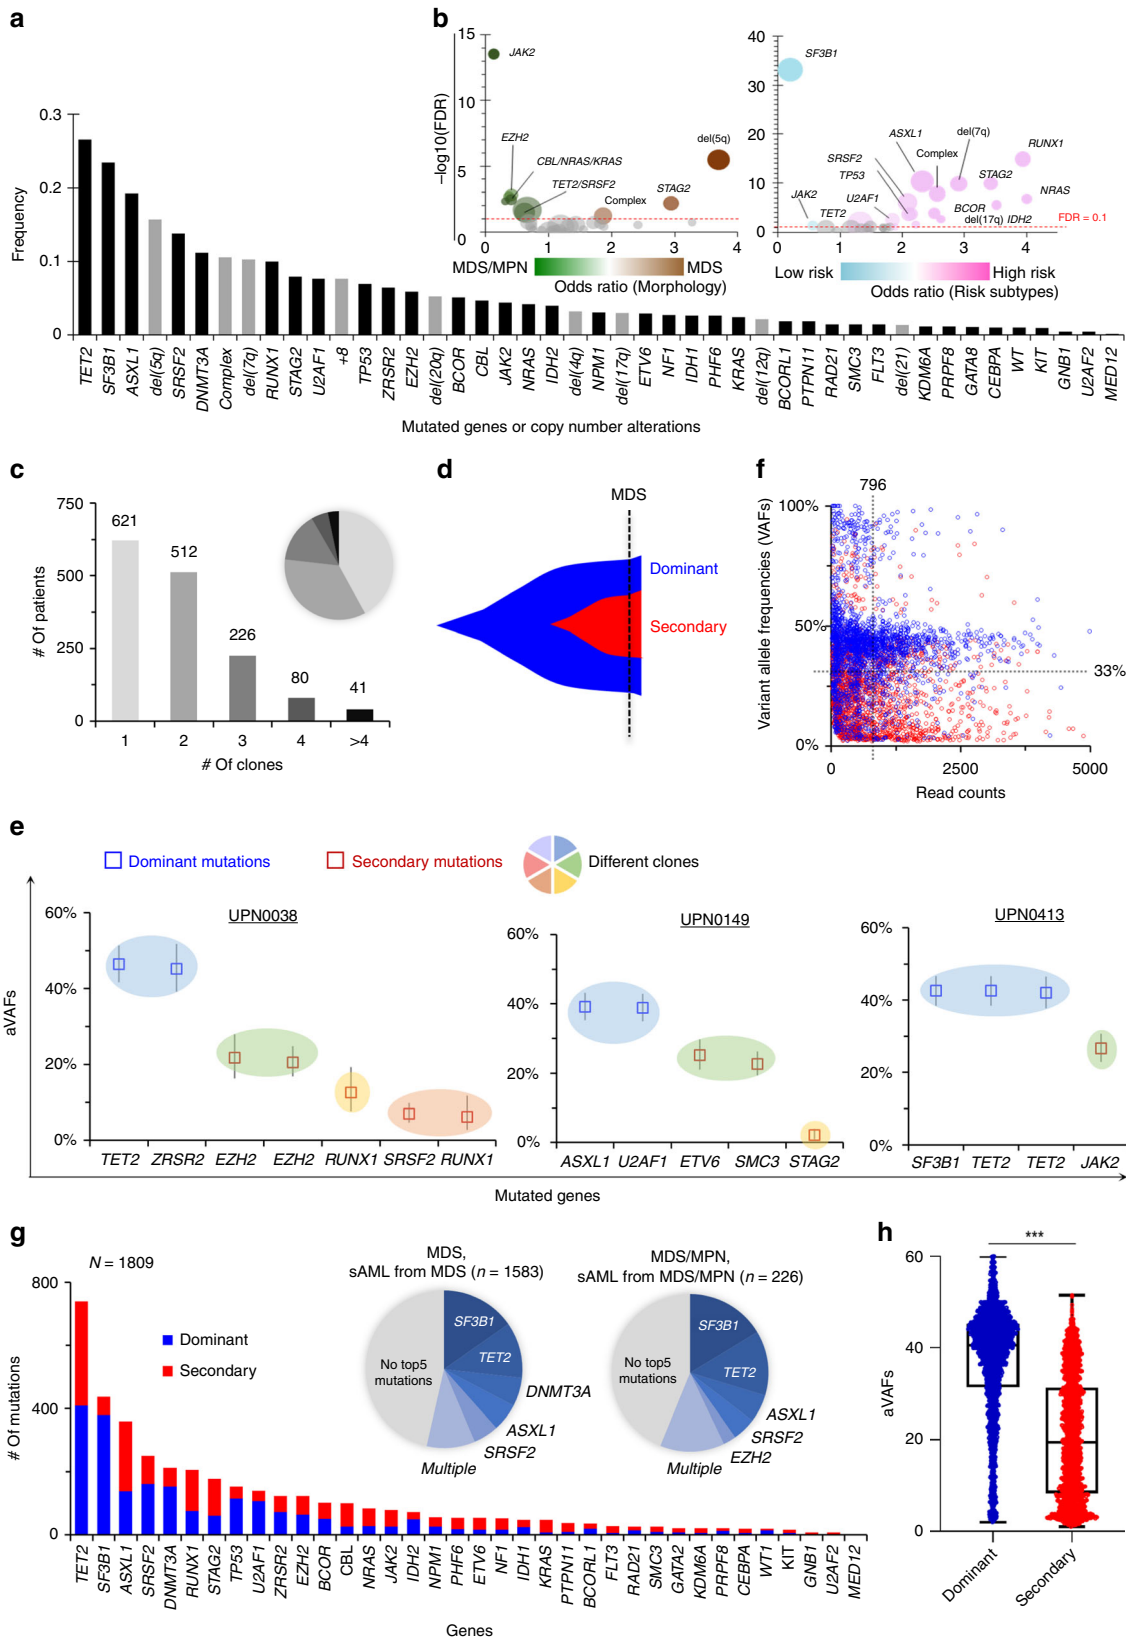 a
0.3
0.2
0.1
0
Frequency
TET2
SF3B1
ASXL1
del(5q)
SRSF2
DNMT3A
Complex
del(7q)
RUNX1
STAG2
U2AF1
+8
TP53
ZRSR2
EZH2
del(20q)
BCOR
CBL
JAK2
NRAS
IDH2
del(4q)
NPM1
del(17q)
ETV6
NF1
IDH1
PHF6
KRAS
del(12q)
BCORL1
PTPN11
RAD21
SMC3
FLT3
del(21)
KDM6A
PRPF8
GATA8
CEBPA
WT
KIT
GNB1
U2AF2
MED12
Mutated genes or copy number alterations
b
15
10
5
0
−log10(FDR)
JAK2
EZH2
CBL/NRAS/KRAS
TET2/SRSF2
Complex
STAG2
del(5q)
0 1 2 3 4
MDS/MPN MDS
Odds ratio (Morphology)
40
30
20
10
0
SF3B1
ASXL1
del(7q)
RUNX1
SRSF2
Complex
TP53
STAG2
JAK2
U2AF1
NRAS
TET2
BCOR
del(17q) IDH2
FDR = 0.1
1 2 3 4
Low risk High risk
Odds ratio (Risk subtypes)
c
750
500
250
0
# Of patients
621
512
226
80
41
1 2 3 4 >4
# Of clones
d
MDS
Dominant
Secondary
f
796
100%
50%
0%
33%
Variant allele frequencies (VAFs)
0 2500 5000
Read counts
e
Dominant mutations
Secondary mutations
Different clones
aVAFs
UPN0038
60%
40%
20%
0%
TET2 ZRSR2 EZH2 EZH2 RUNX1 SRSF2 RUNX1
UPN0149
60%
40%
20%
0%
ASXL1 U2AF1 ETV6 SMC3 STAG2
UPN0413
60%
40%
20%
0%
SF3B1 TET2 TET2 JAK2
Mutated genes
g
N = 1809
800
400
0
# Of mutations
Dominant
Secondary
MDS,
sAML from MDS (n = 1583)
SF3B1
TET2
DNMT3A
ASXL1
SRSF2
Multiple
No top5
mutations
MDS/MPN,
sAML from MDS/MPN (n = 226)
SF3B1
TET2
ASXL1
SRSF2
EZH2
Multiple
No top5
mutations
TET2
SF3B1
ASXL1
SRSF2
DNMT3A
RUNX1
STAG2
TP53
U2AF1
ZRSR2
EZH2
BCOR
CBL
NRAS
JAK2
IDH2
NPM1
PHF6
ETV6
NF1
IDH1
KRAS
PTPN11
BCORL1
FLT3
RAD21
SMC3
GATA2
KDM6A
PRPF8
CEBPA
WT1
KIT
GNB1
U2AF2
MED12
Genes
h
***
60
40
20
0
aVAFs
Dominant
Secondary